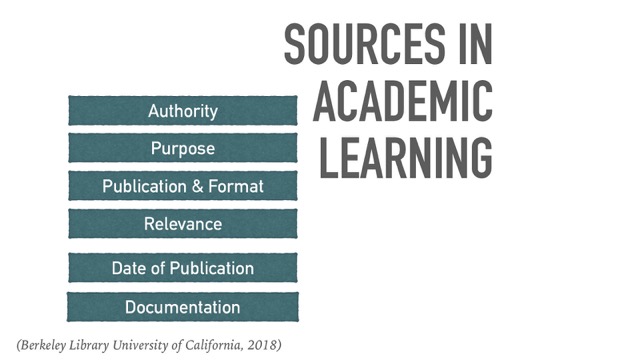 SOURCES IN
ACADEMIC
LEARNING
Authority
Purpose
Publication & Format
Relevance
Date of Publication
Documentation
(Berkeley Library University of California, 2018)